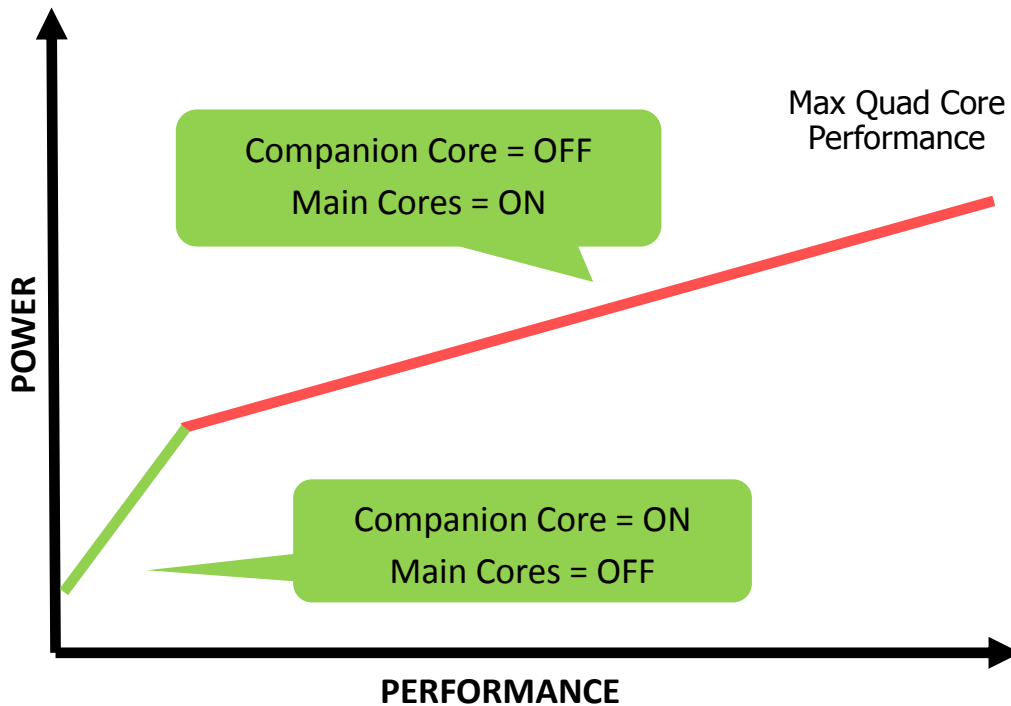 Max Quad Core
Performance
Companion Core = OFF
Main Cores = ON
POWER
Companion Core = ON
Main Cores = OFF
PERFORMANCE